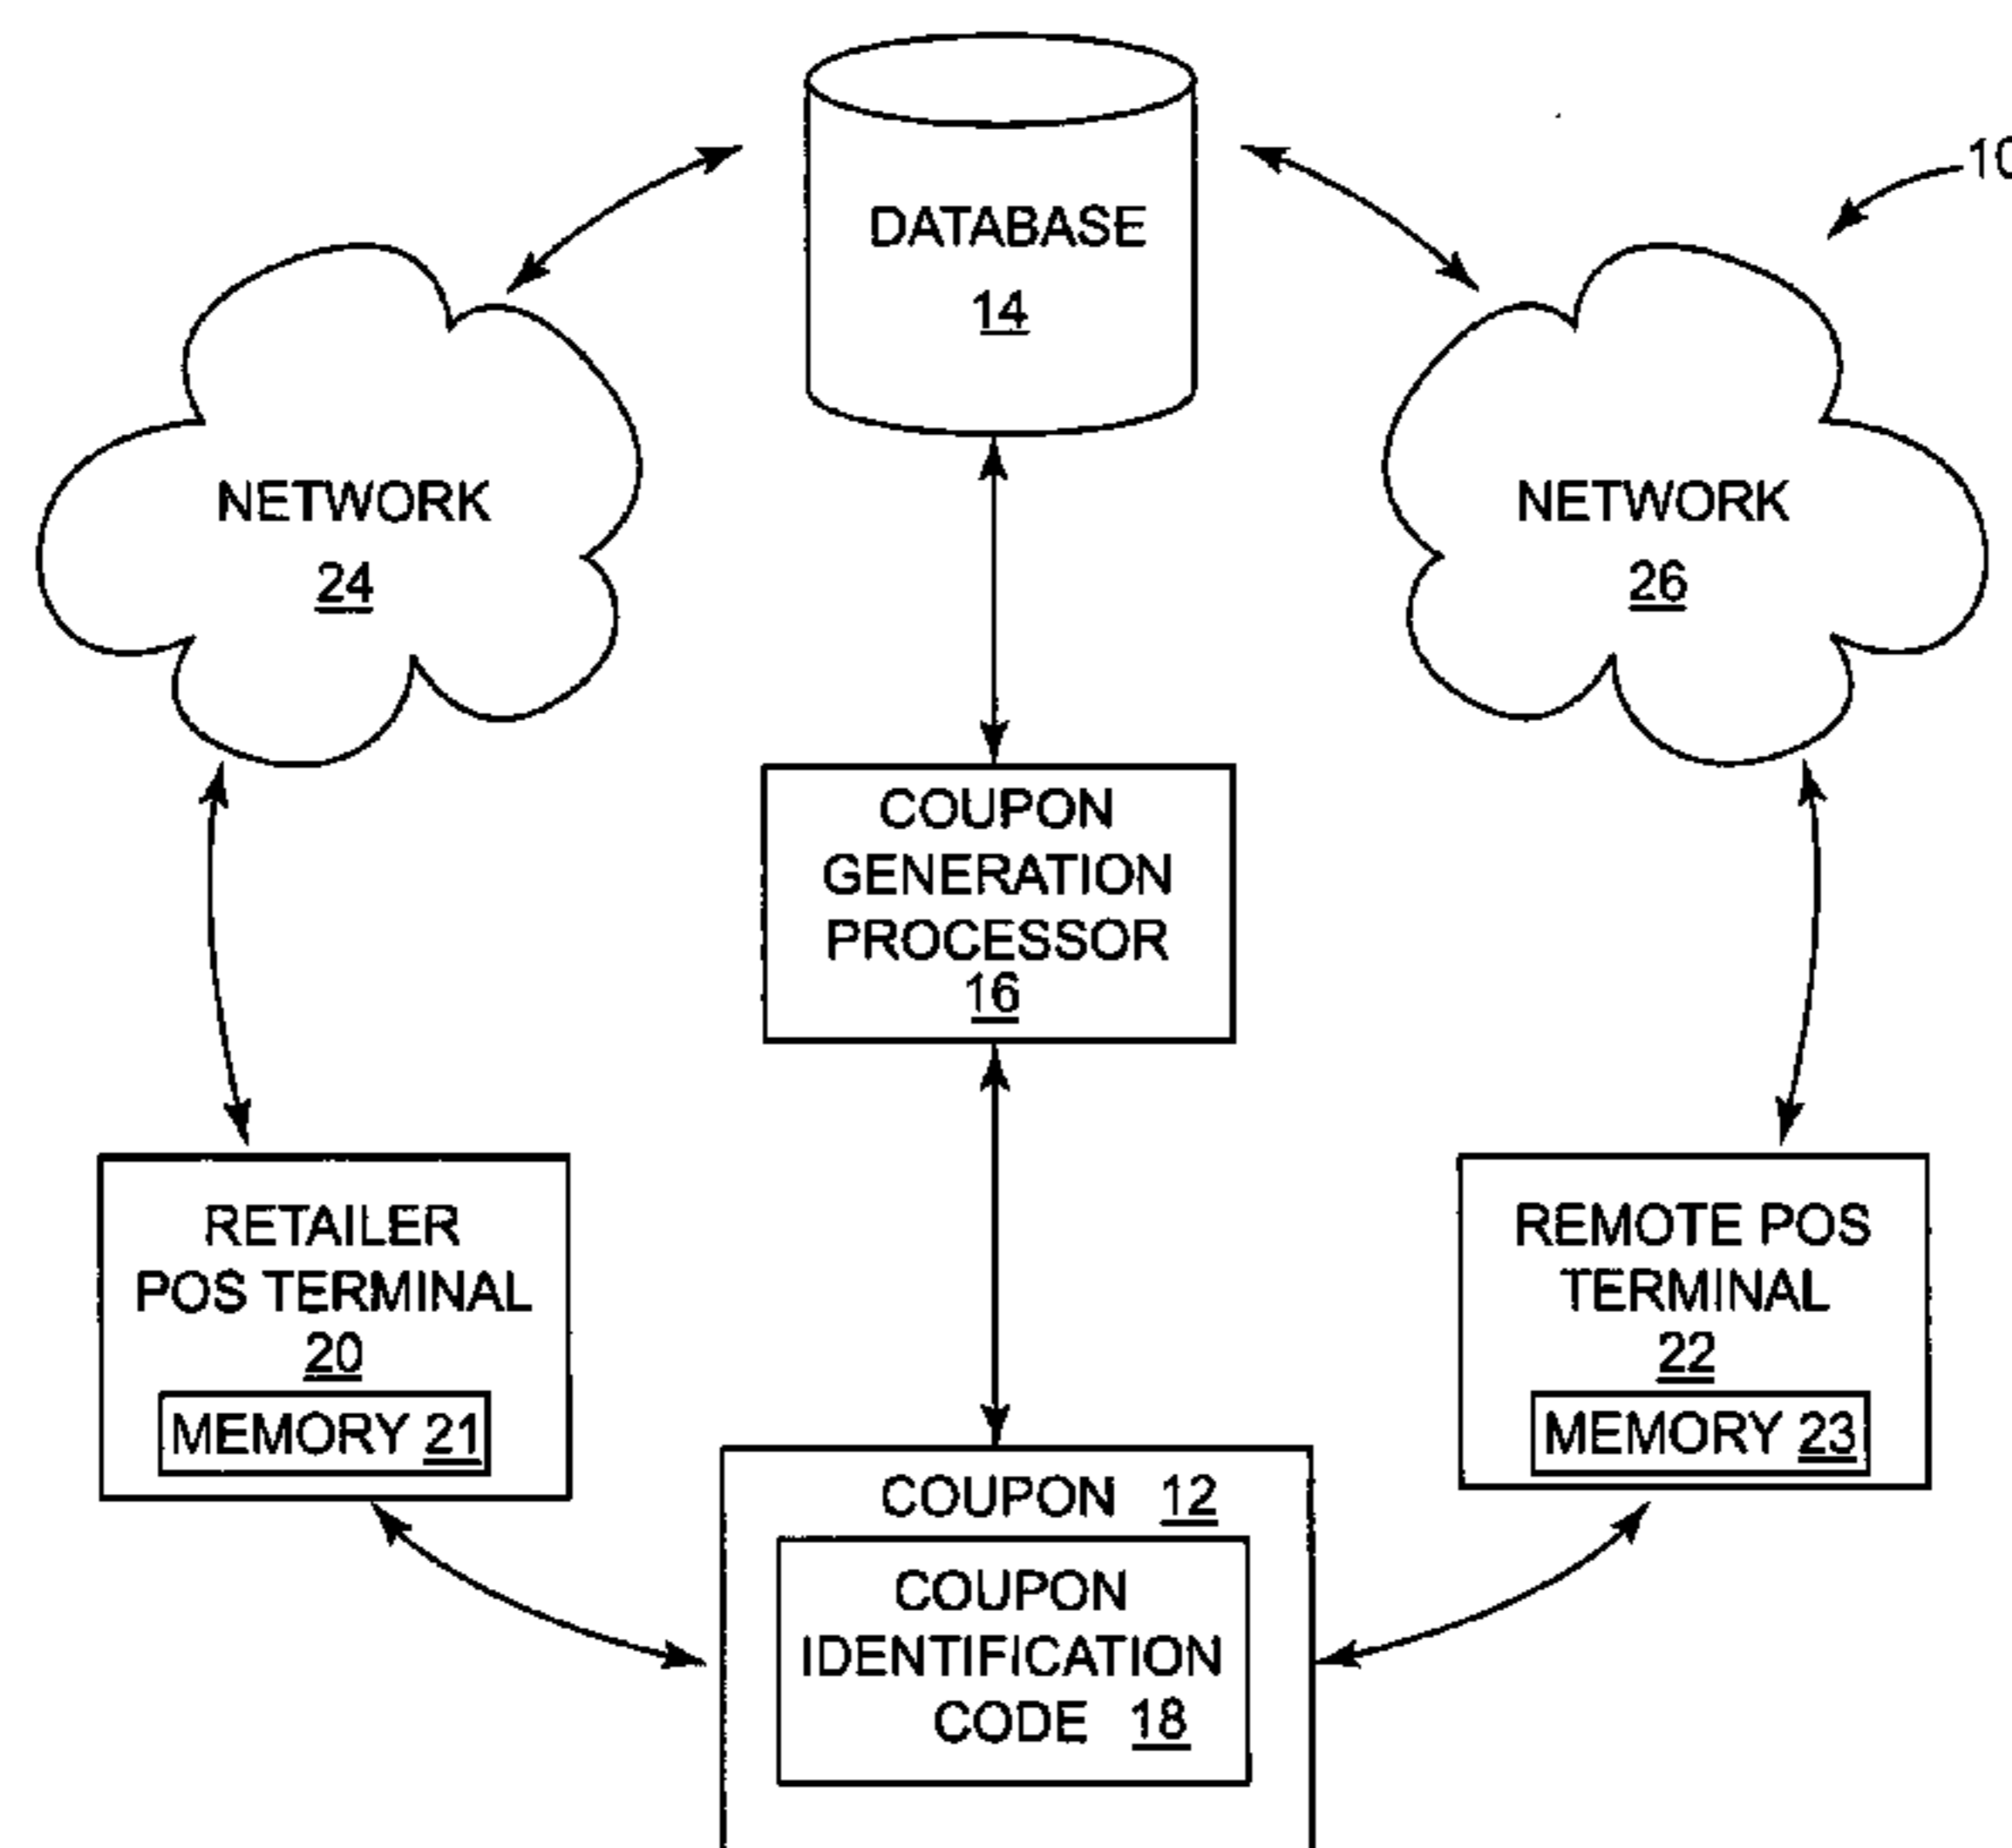 DATABASE
14
10
NETWORK
24
NETWORK
26
COUPON
GENERATION
PROCESSOR
16
RETAILER
POS TERMINAL
20
MEMORY 21
REMOTE POS
TERMINAL
22
MEMORY 23
COUPON 12
COUPON
IDENTIFICATION
CODE 18